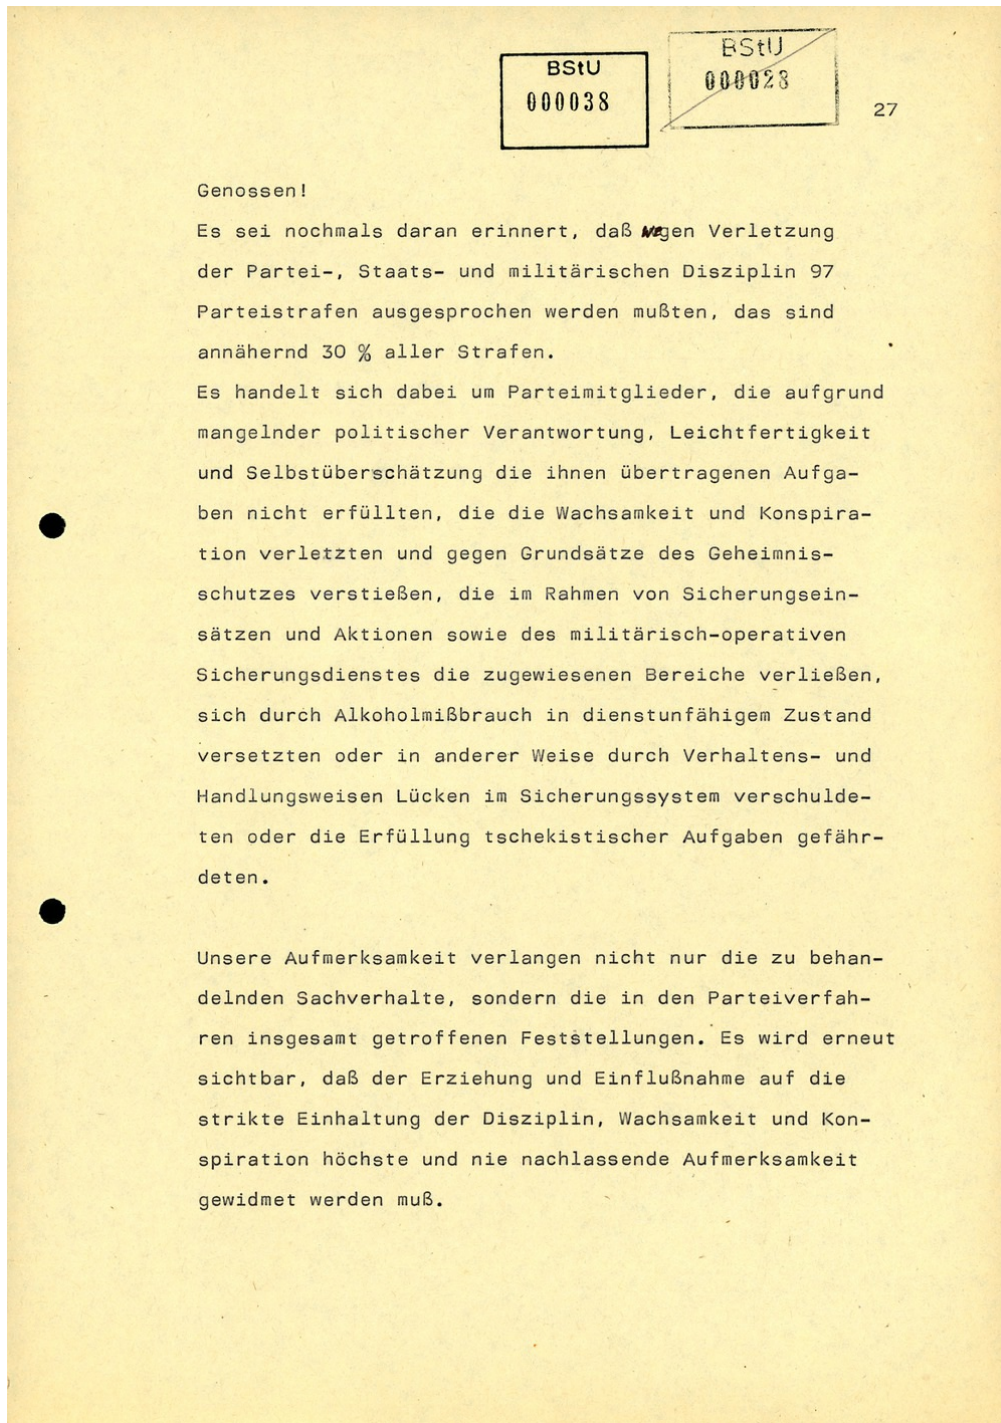 BStU
000038
BStU
000028
27
Genossen!
Es sei nochmals daran erinnert, daß wegen Verletzung
der Partei-, Staats- und militärischen Disziplin 97
Parteistrafen ausgesprochen werden mußten, das sind
annähernd 30 % aller Strafen.
Es handelt sich dabei um Parteimitglieder, die aufgrund
mangelnder politischer Verantwortung, Leichtfertigkeit
und Selbstüberschätzung die ihnen übertragenen Aufga-
ben nicht erfüllten, die die Wachsamkeit und Konspira-
tion verletzten und gegen Grundsätze des Geheimnis-
schutzes verstießen, die im Rahmen von Sicherungsein-
sätzen und Aktionen sowie des militärisch-operativen
Sicherungsdienstes die zugewiesenen Bereiche verließen,
sich durch Alkoholmißbrauch in dienstunfähigem Zustand
versetzten oder in anderer Weise durch Verhaltens- und
Handlungsweisen Lücken im Sicherungssystem verschulde-
ten oder die Erfüllung tschekistischer Aufgaben gefähr-
deten.
Unsere Aufmerksamkeit verlangen nicht nur die zu behan-
delnden Sachverhalte, sondern die in den Parteiverfah-
ren insgesamt getroffenen Feststellungen. Es wird erneut
sichtbar, daß der Erziehung und Einflußnahme auf die
strikte Einhaltung der Disziplin, Wachsamkeit und Kon-
spiration höchste und nie nachlassende Aufmerksamkeit
gewidmet werden muß.